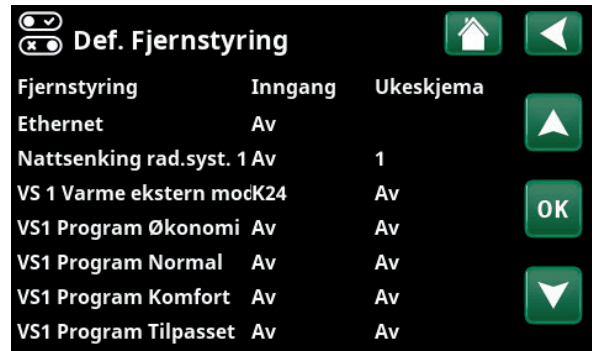 Def. Fjernstyring
Fjernstyring Inngang Ukeskjema
Ethernet Av
Nattsenking rad.syst. 1 Av 1
VS 1 Varme ekstern mod K24 Av
OK
VS1 Program Økonomi Av Av
VS1 Program Normal Av Av
VS1 Program Komfort Av Av
VS1 Program Tilpasset Av Av